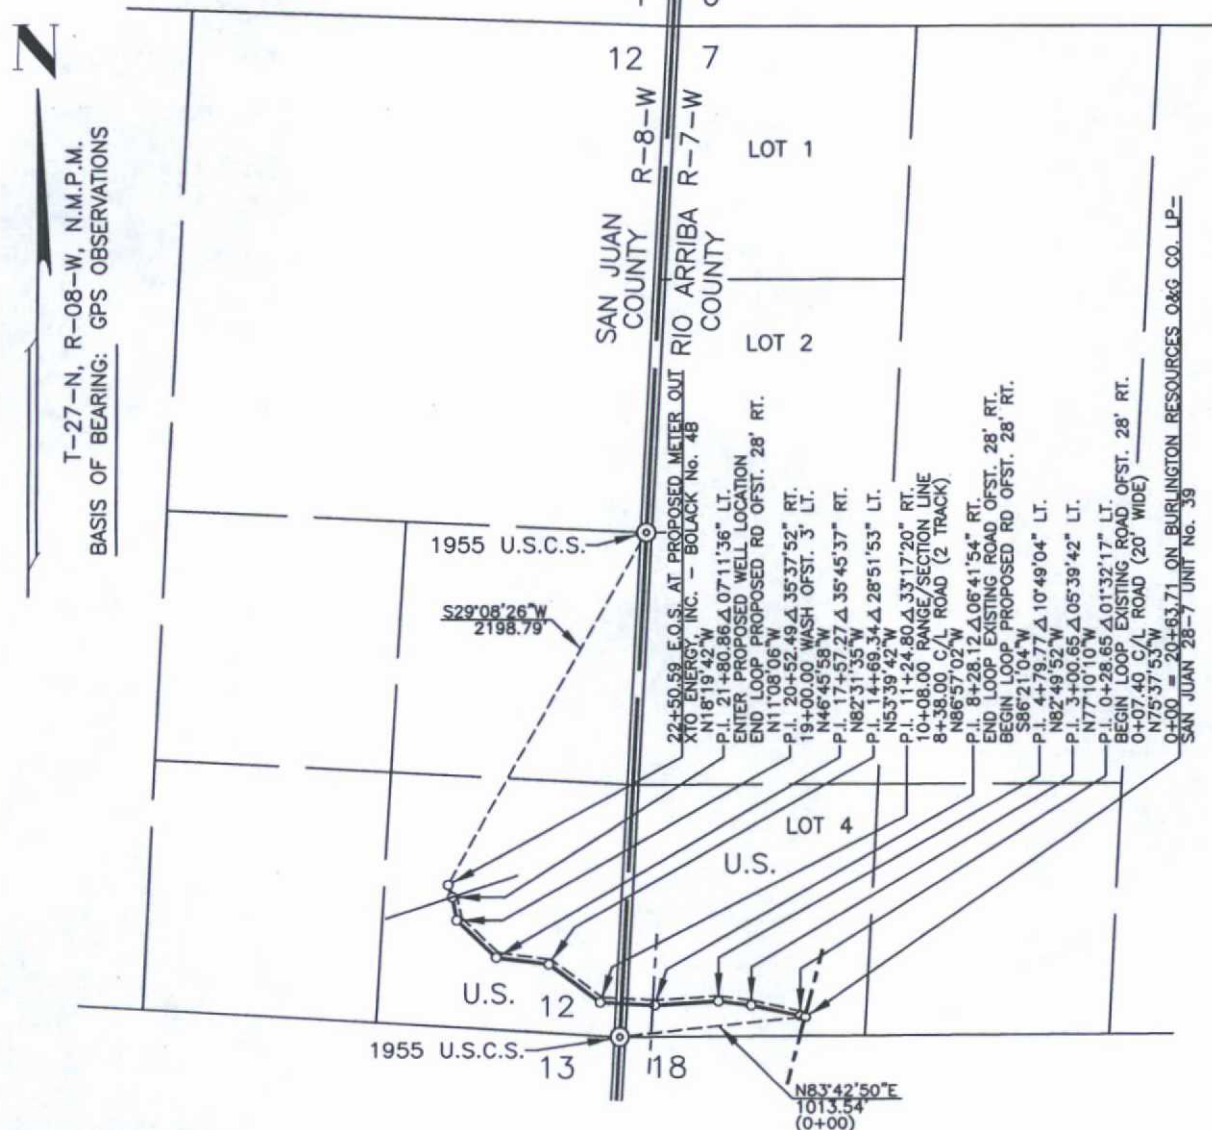 6
12
7
N
T-27-N, R-08-W, N.M.P.M.
BASIS OF BEARING: GPS OBSERVATIONS
R-8-W
R-7-W
LOT 1
SAN JUAN
COUNTY
RIO ARRIBA
COUNTY
LOT 2
1955 U.S.C.S.
S29°08'26"W
2198.79'
22+50.59 E.O.S. AT PROPOSED METER OUT
XTO ENERGY, INC. - BOLACK No. 4B
N18°19'42"W
P.I. 21+80.86 Δ 07°11'36" LT.
ENTER PROPOSED WELL LOCATION
END LOOP PROPOSED RD OFST. 28' RT.
N11°08'06"W
P.I. 20+52.49 Δ 35°37'52" RT.
19+00.00 WASH OFST. 3' LT.
N46°45'58"W
P.I. 17+57.27 Δ 35°45'37" RT.
N82°31'35"W
P.I. 14+69.34 Δ 28°51'53" LT.
N53°39'42"W
P.I. 11+24.80 Δ 33°17'20" RT.
10+08.00 RANGE/SECTION LINE
8+38.00 C/L ROAD (2 TRACK)
N86°57'02"W
P.I. 8+28.12 Δ 06°41'54" RT.
END LOOP EXISTING ROAD OFST. 28' RT.
BEGIN LOOP PROPOSED RD OFST. 28' RT.
S86°21'04"W
P.I. 4+79.77 Δ 10°49'04" LT.
N82°49'52"W
P.I. 3+00.65 Δ 05°39'42" LT.
N77°10'10"W
P.I. 0+28.65 Δ 01°32'17" LT.
BEGIN LOOP EXISTING ROAD OFST. 28' RT.
0+07.40 C/L ROAD (20' WIDE)
N75°37'53"W
0+00 = 20+63.71 ON BURLINGTON RESOURCES O&G CO. LP=
SAN JUAN 28-7 UNIT No. 39
LOT 4
U.S.
U.S.
12
1955 U.S.C.S.
13
18
N83°42'50"E
1013.54'
(0+00)